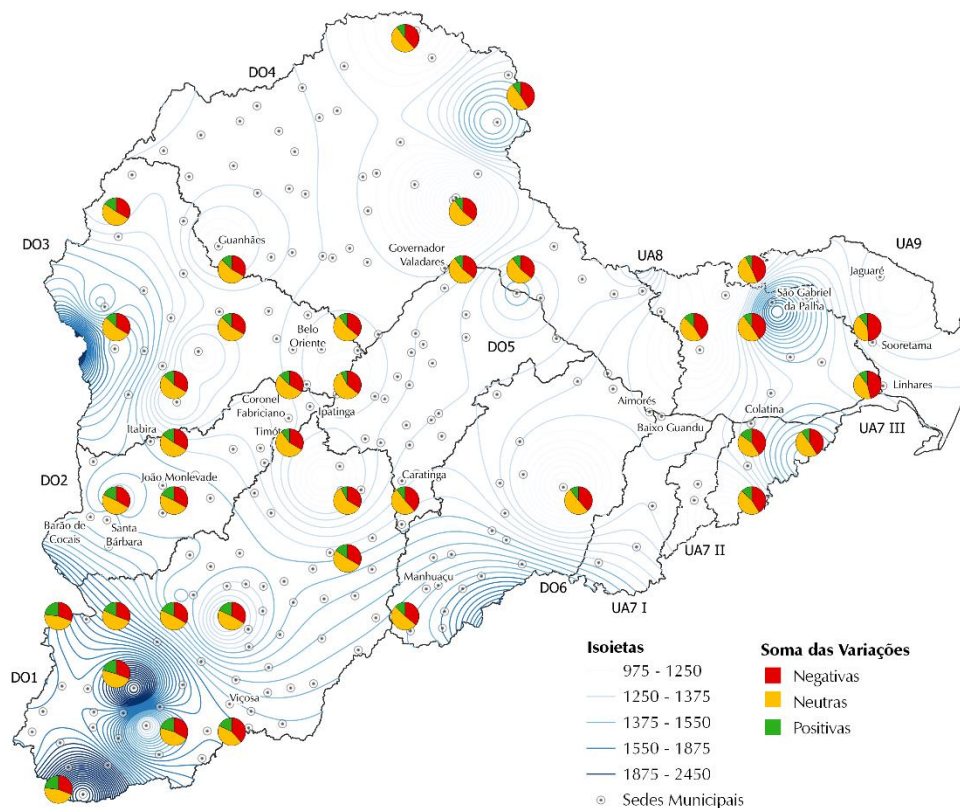 DO4
DO3
Guanhães
Governador
Valadares
UA8
UA9
Jaguaré
São Gabriel
da Palha
Belo
Oriente
DO5
Sooretama
Coronel
Fabriciano
Ipatinga
Aimorés
Baixo Guandu
Linhares
Itabira
Timóteo
Colatina
UA7 III
DO2
João Monlevade
Caratinga
Barão de
Cocais
Santa
Bárbara
UA7 II
Manhuaçu
DO6
UA7 I
DO1
Viçosa
Isoietas
975 - 1250
1250 - 1375
1375 - 1550
1550 - 1875
1875 - 2450
Sedes Municipais
Soma das Variações
Negativas
Neutras
Positivas